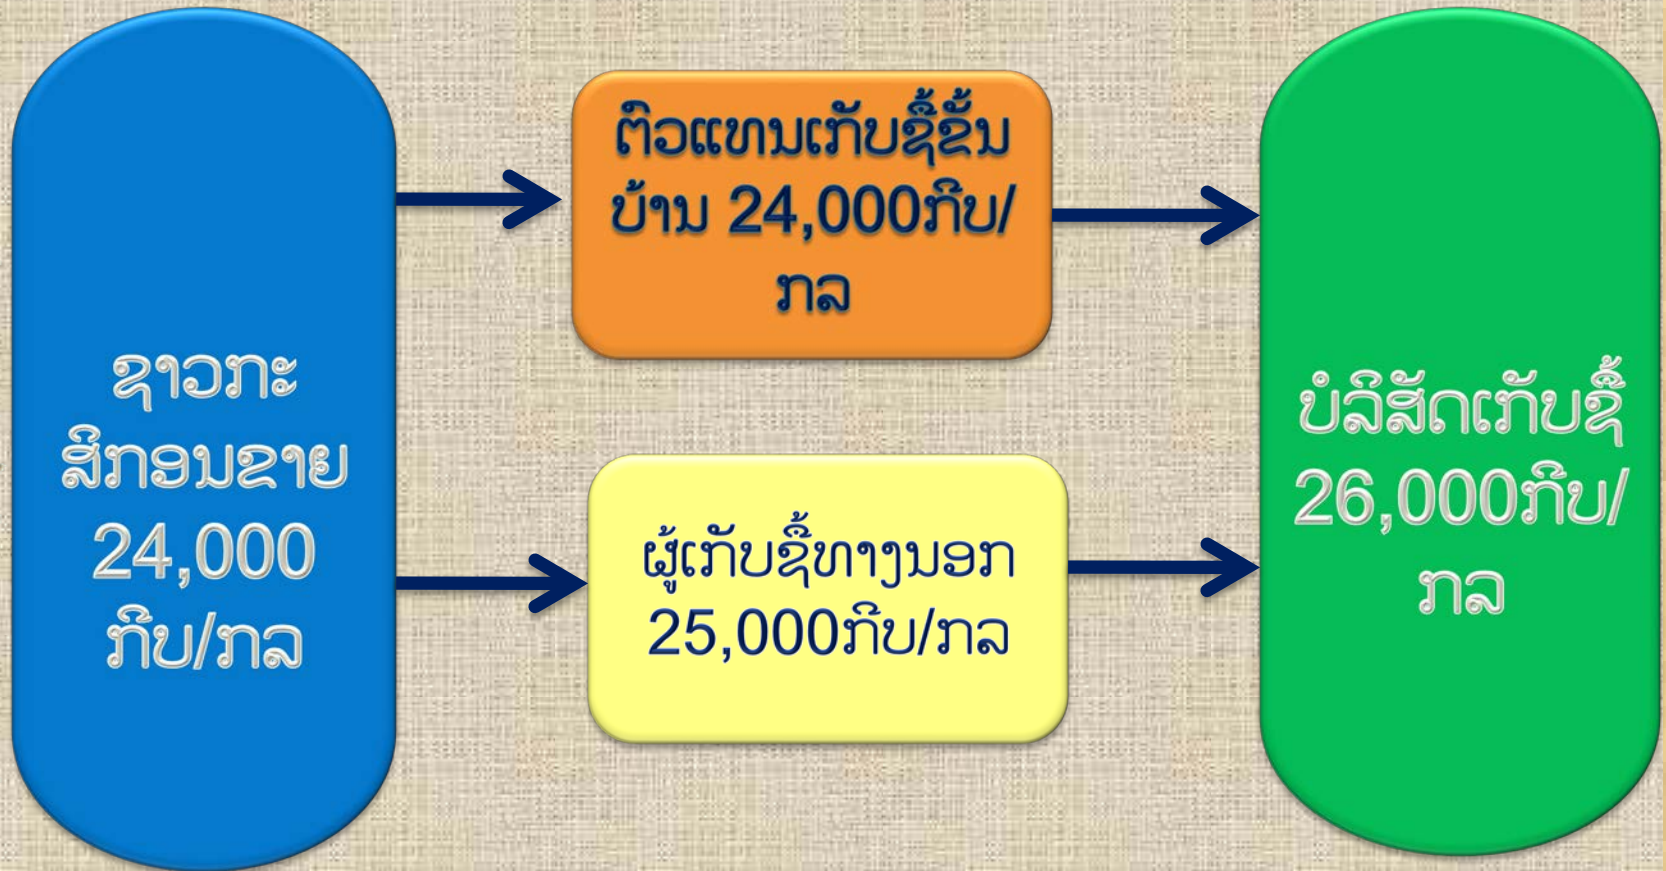 ຊາວກະ
ສິກອນຂາຍ
24,000
ກີບ/ກລ
ຕົວແທນເກັບຊື້ຂັ້ນ
ບ້ານ 24,000ກີບ/
ກລ
ຜູ້ເກັບຊື້ທາງນອກ
25,000ກີບ/ກລ
ບໍລິສັດເກັບຊື້
26,000ກີບ/
ກລ